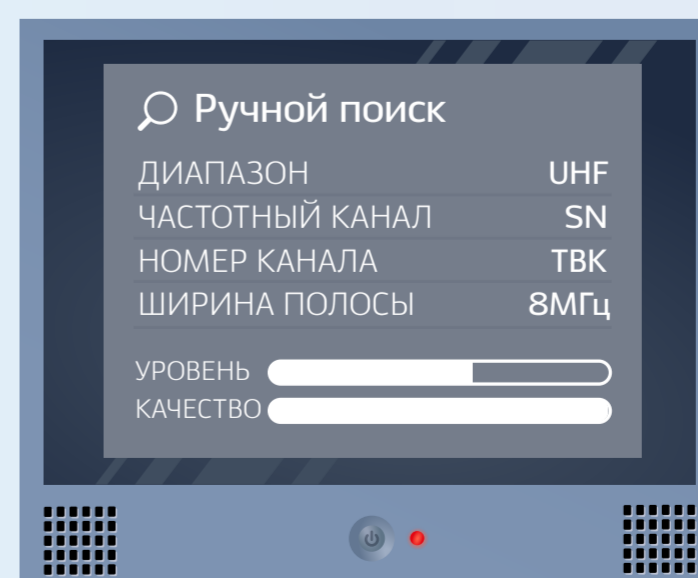 Ручной поиск
ДИАПАЗОН UHF
ЧАСТОТНЫЙ КАНАЛ SN
НОМЕР КАНАЛА ТВК
ШИРИНА ПОЛОСЫ 8МГц
УРОВЕНЬ
КАЧЕСТВО